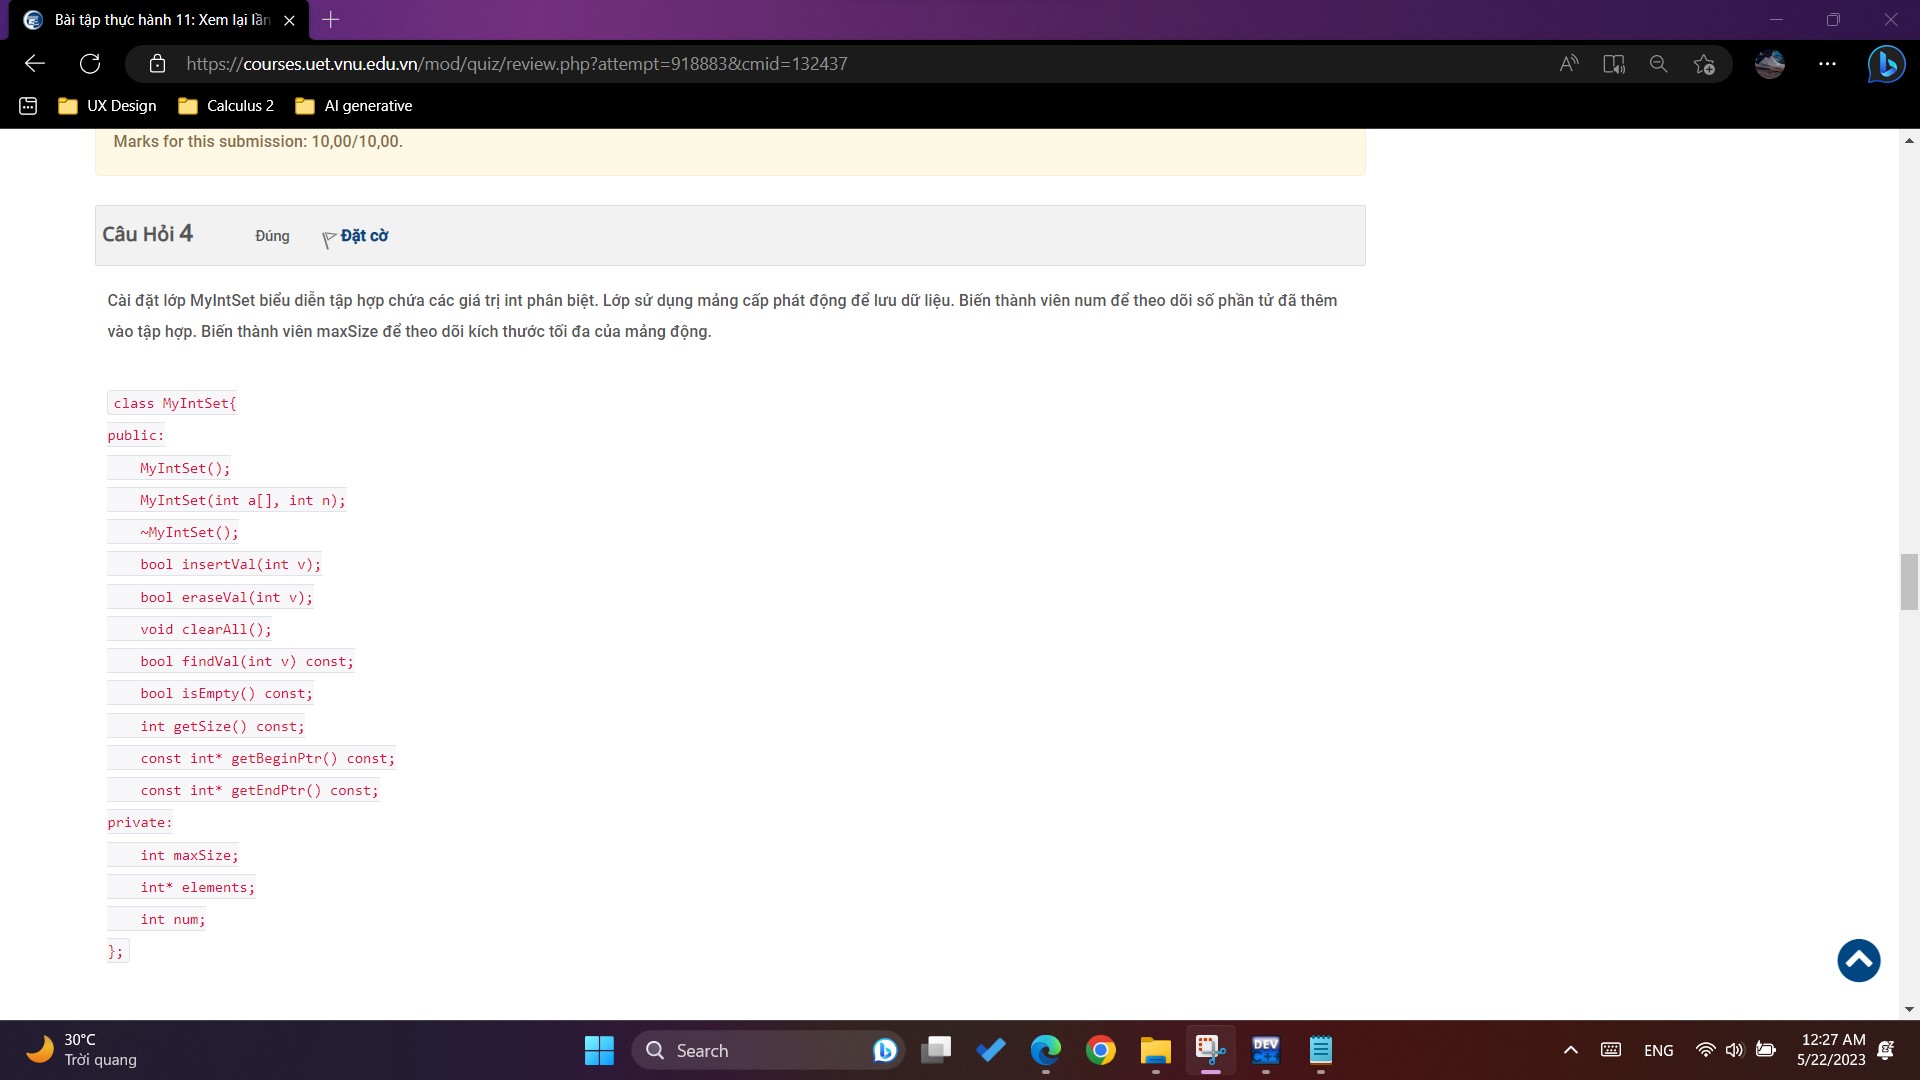 Bài tập thực hành 11: Xem lại lần
https://courses.uet.vnu.edu.vn/mod/quiz/review.php?attempt=918883&cmid=132437
UX Design
Calculus 2
AI generative
Marks for this submission: 10,00/10,00.
Câu Hỏi 4
Đúng
Đặt cờ
Cài đặt lớp MyIntSet biểu diễn tập hợp chứa các giá trị int phân biệt. Lớp sử dụng mảng cấp phát động để lưu dữ liệu. Biến thành viên num để theo dõi số phần tử đã thêm
vào tập hợp. Biến thành viên maxSize để theo dõi kích thước tối đa của mảng động.
class MyIntSet{
public:
MyIntSet();
MyIntSet(int a[], int n);
~MyIntSet();
bool insertVal(int v);
bool eraseVal(int v);
void clearAll();
bool findVal(int v) const;
bool isEmpty() const;
int getSize() const;
const int* getBeginPtr() const;
const int* getEndPtr() const;
private:
int maxSize;
int* elements;
int num;
};
30°C
Trời quang
Search
DEV
ENG
12:27 AM
5/22/2023